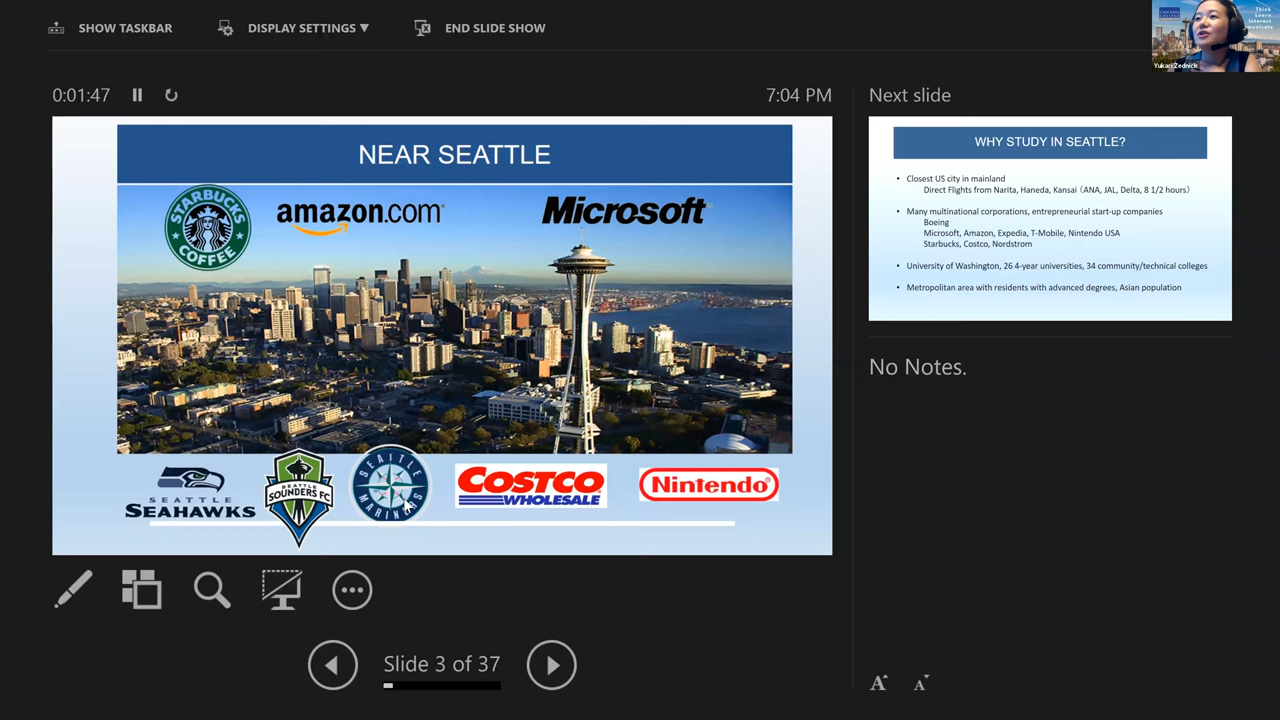 SHOW TASKBAR
DISPLAY SETTINGS ▼
END SLIDE SHOW
Think
Learn
Interact
Yukari Zednick
0:01:47
7:04 PM
Next slide
NEAR SEATTLE
STARBUCKS
COFFEE
amazon.com
Microsoft
SEATTLE
SEAHAWKS
SEATTLE
SOUNDERS FC
SEATTLE
MARINERS
COSTCO
WHOLESALE
Nintendo
WHY STUDY IN SEATTLE?
• Closest US city in mainland
Direct Flights from Narita, Haneda, Kansai (ANA, JAL, Delta, 8 1/2 hours)
• Many multinational corporations, entrepreneurial start-up companies
Boeing
Microsoft, Amazon, Expedia, T-Mobile, Nintendo USA
Starbucks, Costco, Nordstrom
• University of Washington, 26 4-year universities, 34 community/technical colleges
• Metropolitan area with residents with advanced degrees, Asian population
No Notes.
Slide 3 of 37
A A